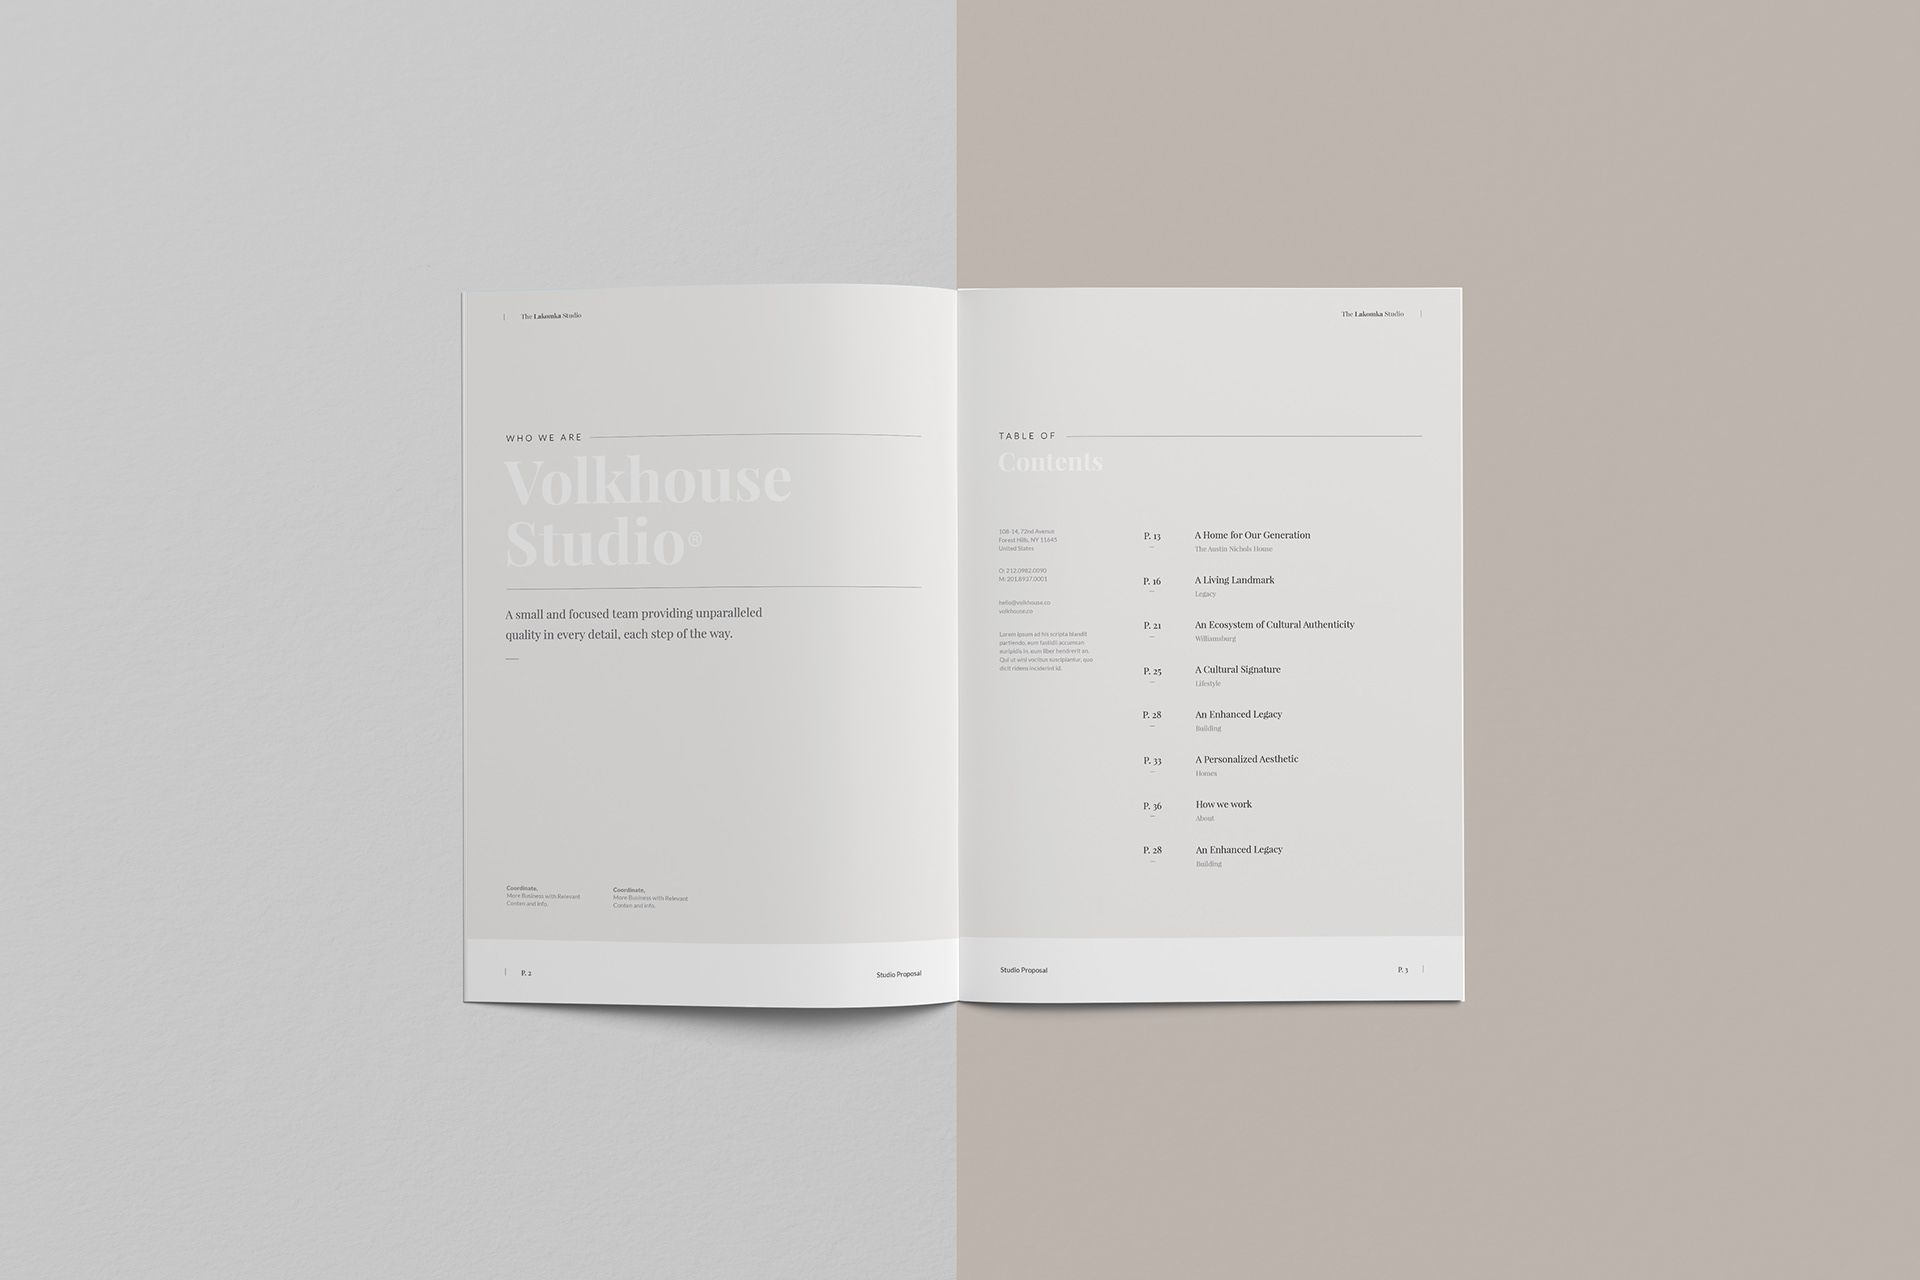 The Lakomka Studio
WHO WE ARE
Volkhouse
Studio®
A small and focused team providing unparalleled
quality in every detail, each step of the way.
Coordinate,
More Business with Relevant
Conten and info.
Coordinate,
More Business with Relevant
Conten and info.
P. 2
Studio Proposal
The Lakomka Studio
TABLE OF
Contents
108-14, 72nd Avenue
Forest Hills, NY 11645
United States
O: 212.0982.0090
M: 201.8937.0001
hello@volkhouse.co
volkhouse.co
Lorem ipsum ad his scripta blandit
partiendo, eum fastidii accumsan
euripidis in, eum liber hendrerit an.
Qui ut wisi vocibus suscipiantur, quo
dicit ridens inciderint id.
P. 13
A Home for Our Generation
The Austin Nichols House
P. 16
A Living Landmark
Legacy
P. 21
An Ecosystem of Cultural Authenticity
Williamsburg
P. 25
A Cultural Signature
Lifestyle
P. 28
An Enhanced Legacy
Building
P. 33
A Personalized Aesthetic
Homes
P. 36
How we work
About
P. 28
An Enhanced Legacy
Building
Studio Proposal
P. 3